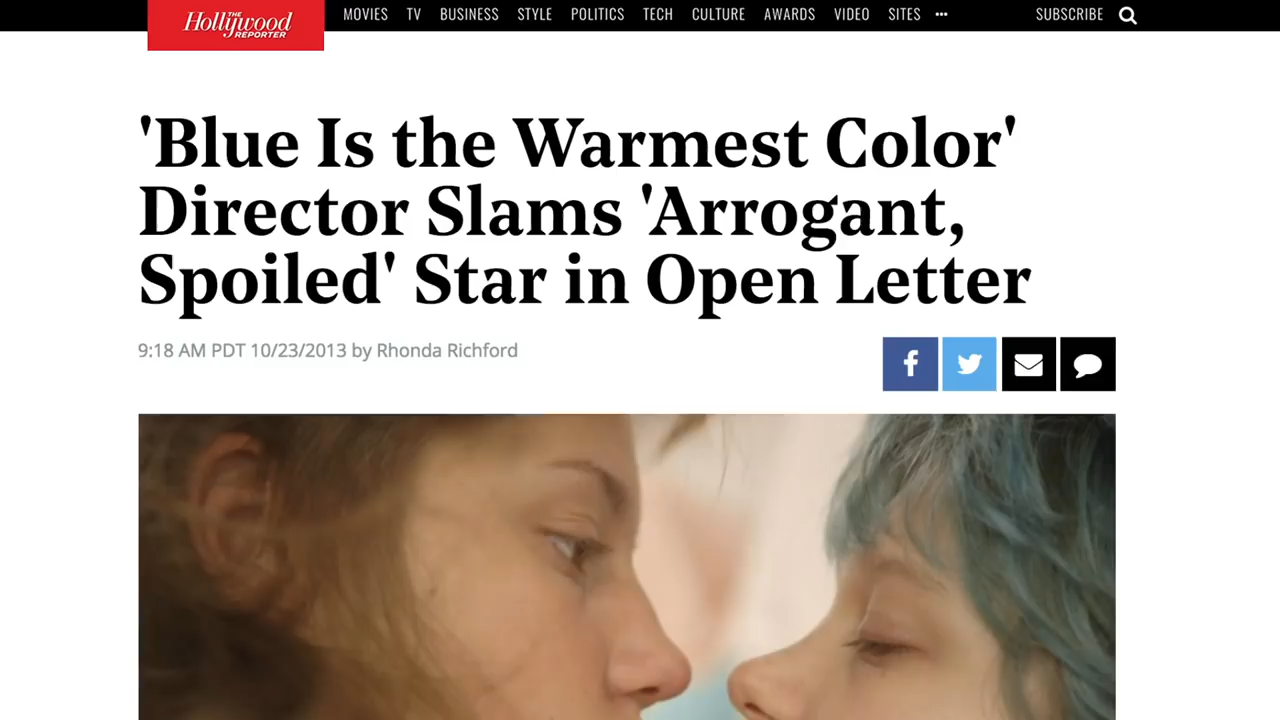 THE
Hollywood
REPORTER
MOVIES TV BUSINESS STYLE POLITICS TECH CULTURE AWARDS VIDEO SITES ••• SUBSCRIBE
'Blue Is the Warmest Color'
Director Slams 'Arrogant,
Spoiled' Star in Open Letter
9:18 AM PDT 10/23/2013 by Rhonda Richford